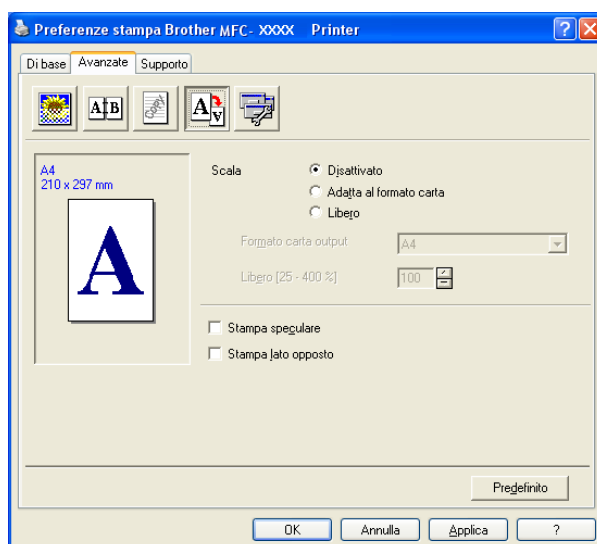 Preferenze stampa Brother MFC- XXXX Printer
Di base Avanzate Supporto
A B
A A
A4
210 x 297 mm
A
Scala
Disattivato
Adatta al formato carta
Libero
Formato carta output A4
Libero [25 - 400 %] 100
Stampa speculare
Stampa lato opposto
Predefinito
OK Annulla Applica ?